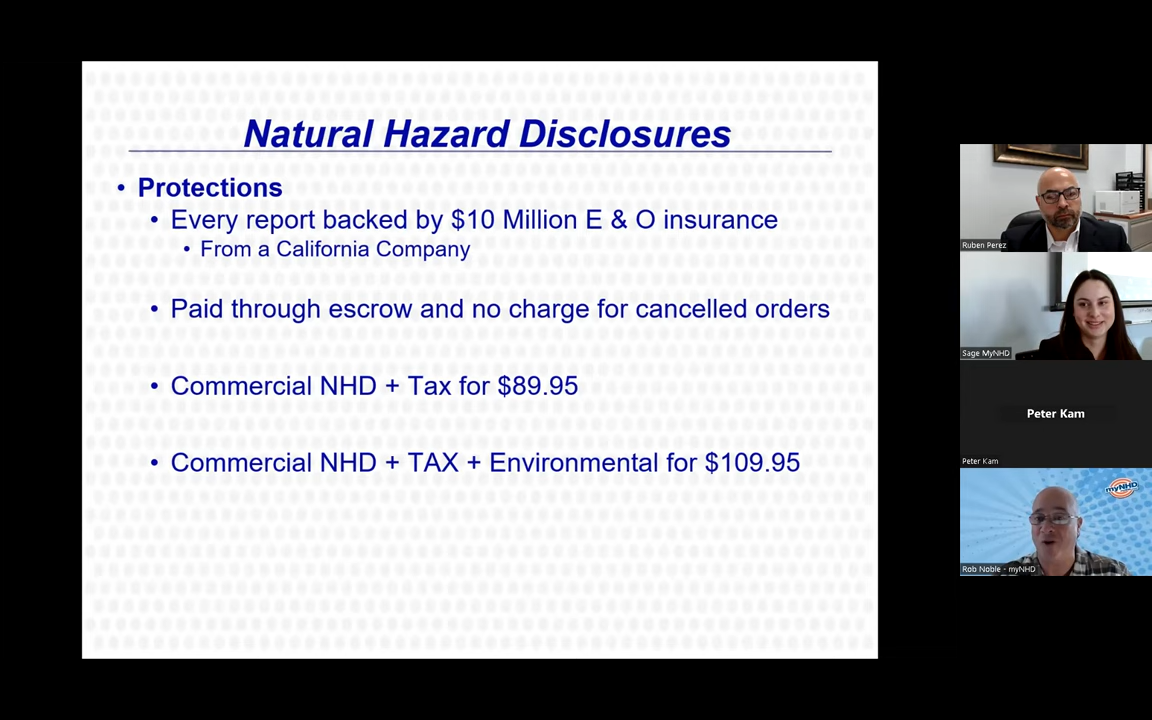 Natural Hazard Disclosures
• Protections
• Every report backed by $10 Million E & O insurance
• From a California Company
• Paid through escrow and no charge for cancelled orders
• Commercial NHD + Tax for $89.95
• Commercial NHD + TAX + Environmental for $109.95
Ruben Perez
Sage MyNHD
Peter Kam
Peter Kam
myNHD
Rob Noble - myNHD